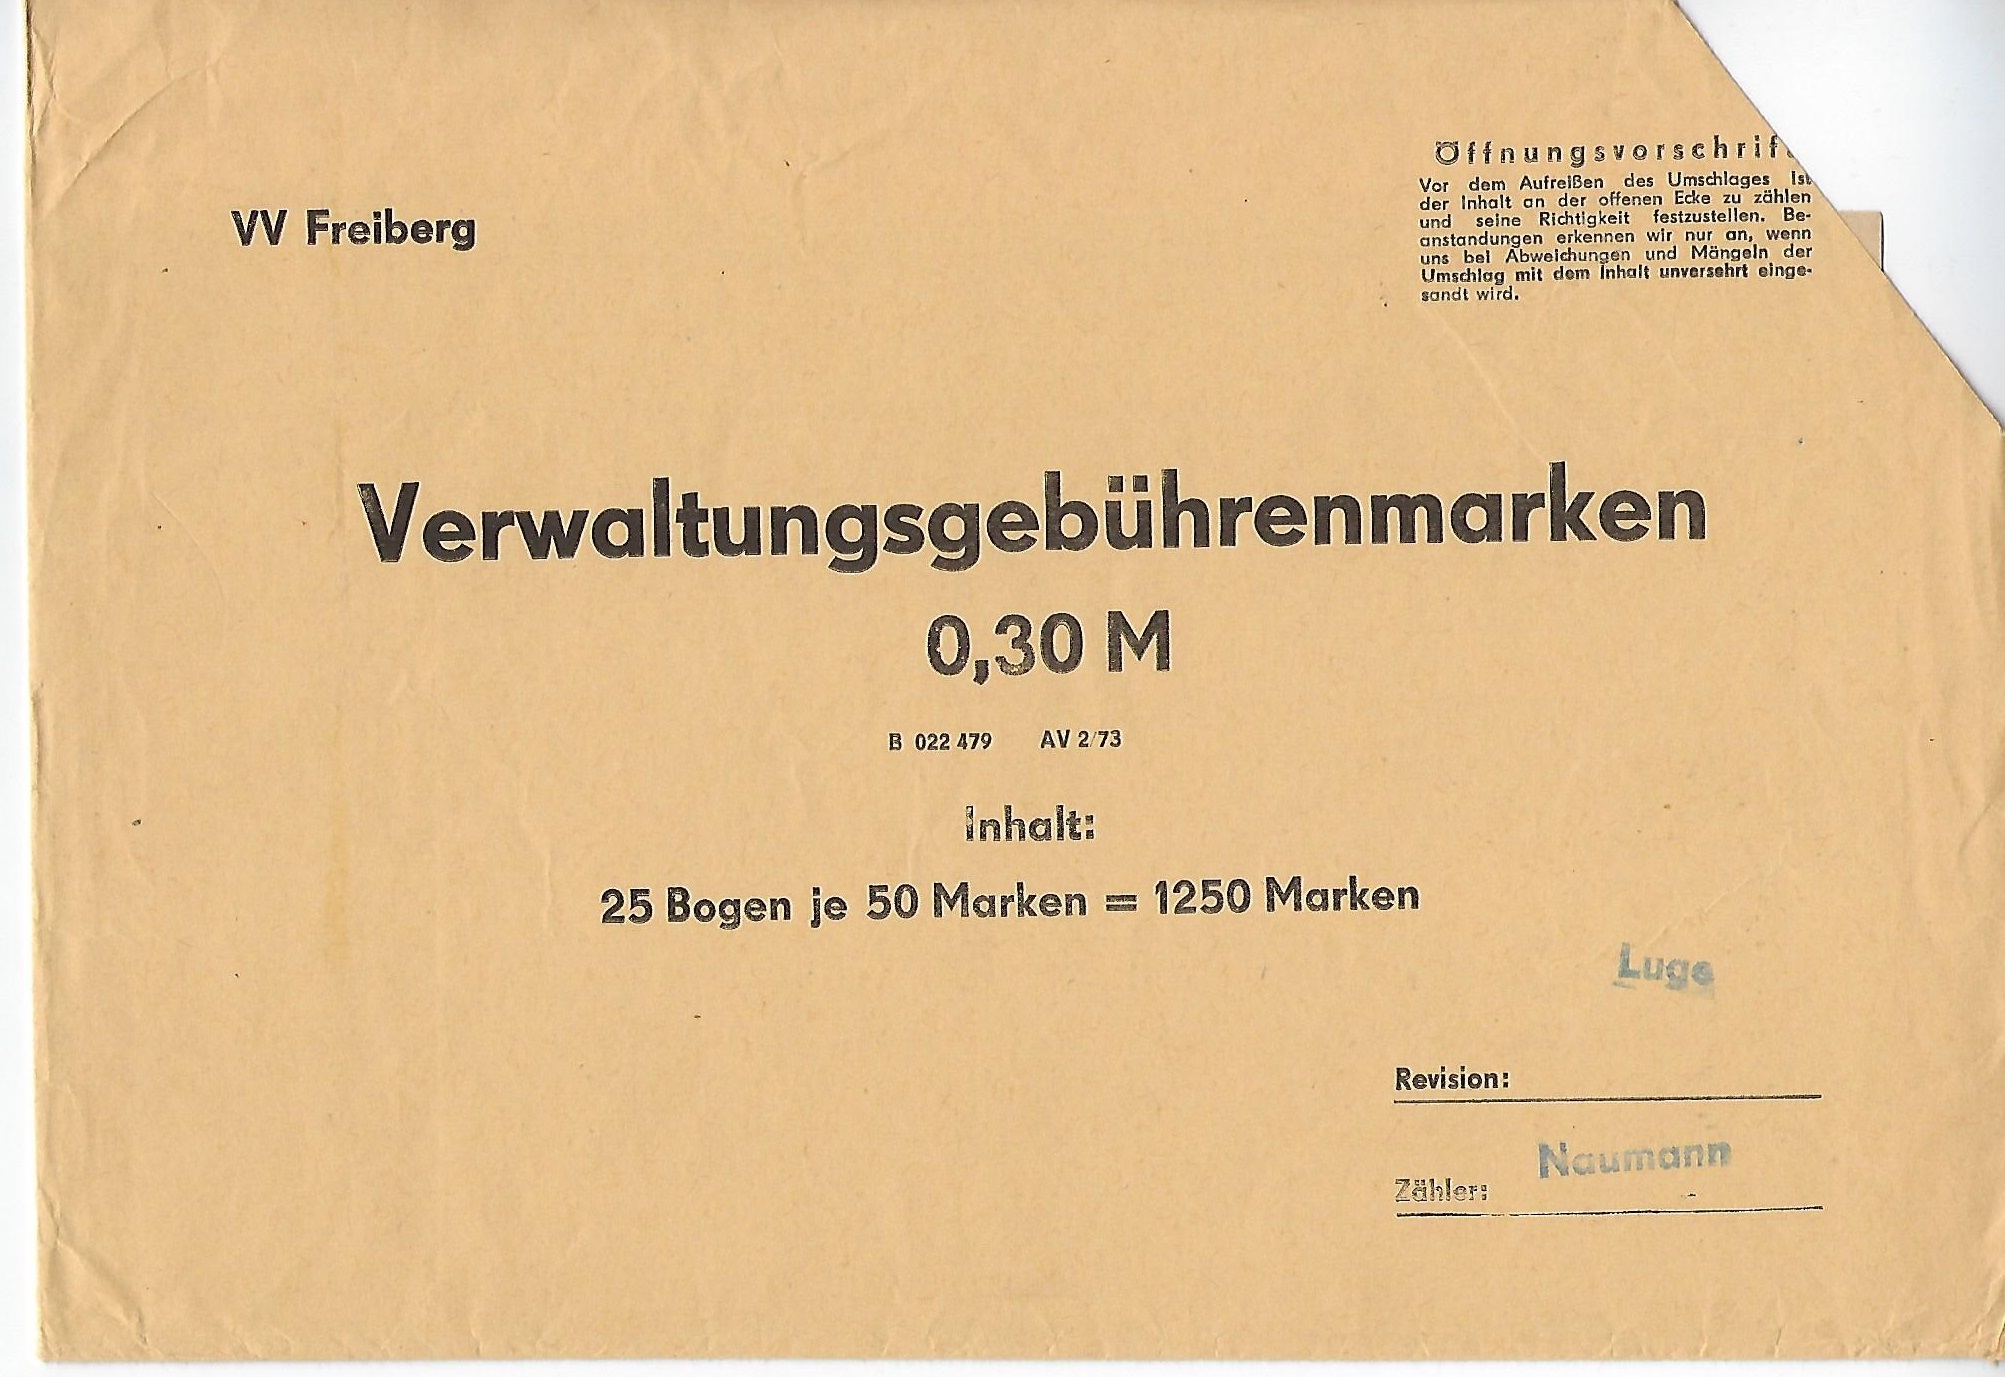 Öffnungsvorschrift
Vor dem Aufreißen des Umschlages ist
der Inhalt an der offenen Ecke zu zählen
und seine Richtigkeit festzustellen. Be-
anstandungen erkennen wir nur an, wenn
uns bei Abweichungen und Mängeln der
Umschlag mit dem Inhalt unversehrt einge-
sandt wird.
VV Freiberg
Verwaltungsgebührenmarken
0,30 M
B 022 479 AV 2/73
Inhalt:
25 Bogen je 50 Marken = 1250 Marken
Luge
Revision:
Naumann
Zähler: